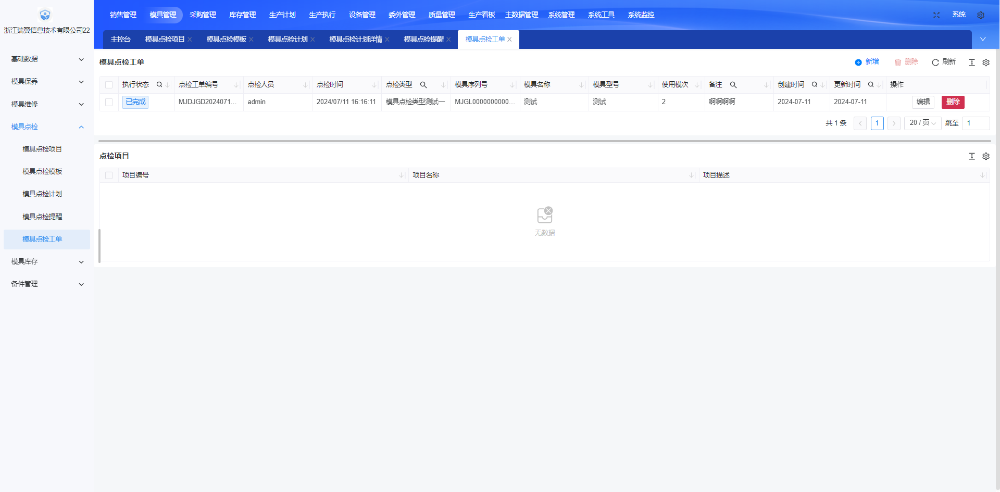 浙江瑞翼信息技术有限公司22
销售管理 模具管理 采购管理 库存管理 生产计划 生产执行 设备管理 委外管理 质量管理 生产看板 主数据管理 系统管理 系统工具 系统监控 系统
主控台 模具点检项目 模具点检模板 模具点检计划 模具点检计划详情 模具点检提醒 模具点检工单
基础数据
模具保养
模具维修
模具点检
模具点检项目
模具点检模板
模具点检计划
模具点检提醒
模具点检工单
模具库存
备件管理
模具点检工单 新增 删除 刷新
执行状态 点检工单编号 点检人员 点检时间 点检类型 模具序列号 模具名称 模具型号 使用模次 备注 创建时间 更新时间 操作
已完成 MJDJGD2024071... admin 2024/07/11 16:16:11 模具点检类型测试一 MJGL0000000000... 测试 测试 2 啊啊啊啊 2024-07-11 2024-07-11 编辑 删除
共 1 条 1 20 / 页 跳至 1
点检项目
项目编号 项目名称 项目描述
无数据